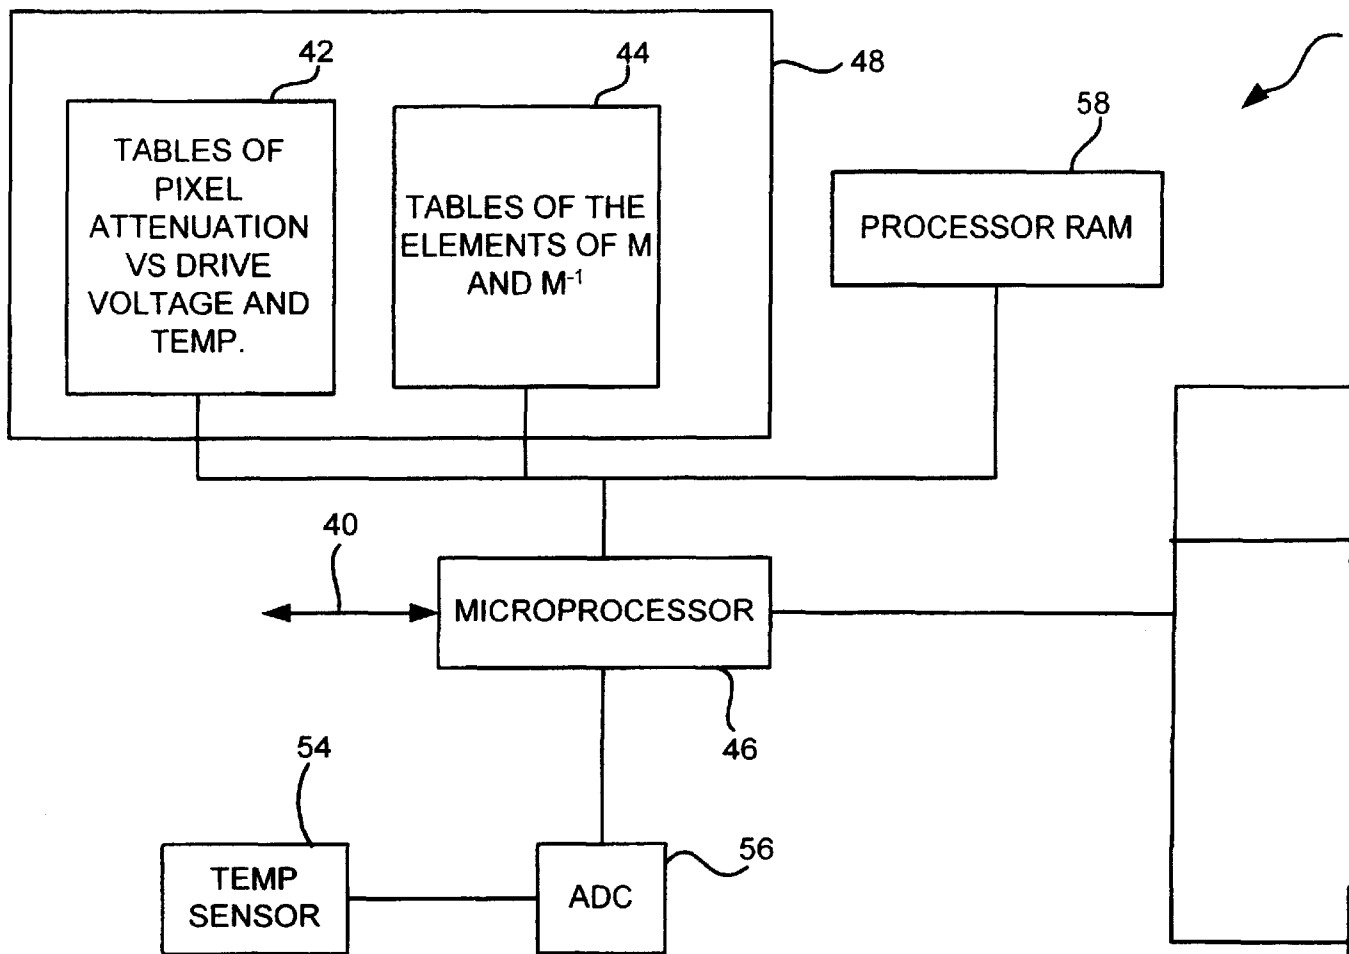 42
44
48
58
TABLES OF
PIXEL
ATTENUATION
VS DRIVE
VOLTAGE AND
TEMP.
TABLES OF THE
ELEMENTS OF M
AND M⁻¹
PROCESSOR RAM
40
MICROPROCESSOR
46
54
56
TEMP
SENSOR
ADC